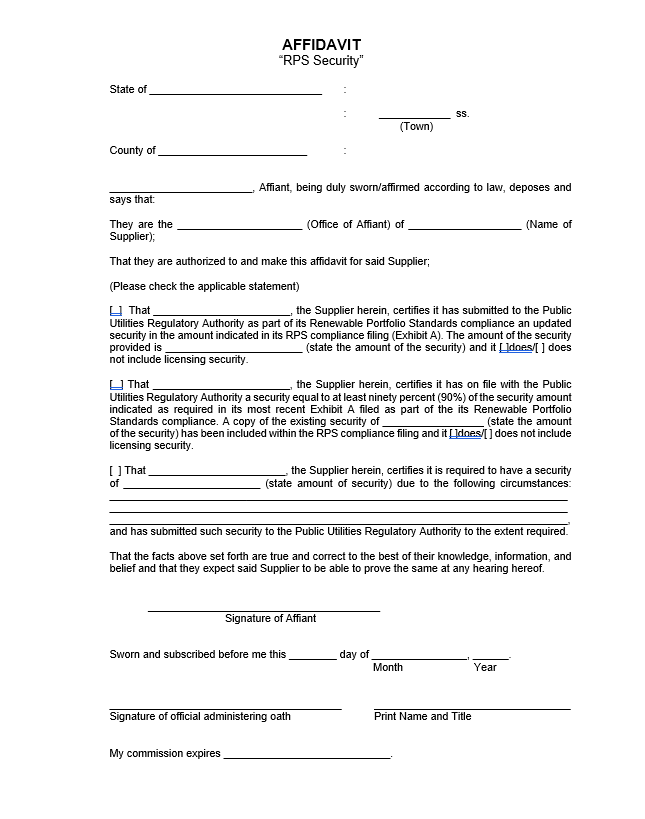 AFFIDAVIT
“RPS Security”
State of ____________________________ :
: ____________ ss.
(Town)
County of ________________________ :
________________________, Affiant, being duly sworn/affirmed according to law, deposes and
says that:
They are the _____________________ (Office of Affiant) of ___________________ (Name of
Supplier);
That they are authorized to and make this affidavit for said Supplier;
(Please check the applicable statement)
[ ] That _______________________, the Supplier herein, certifies it has submitted to the Public
Utilities Regulatory Authority as part of its Renewable Portfolio Standards compliance an updated
security in the amount indicated in its RPS compliance filing (Exhibit A). The amount of the security
provided is _______________________ (state the amount of the security) and it [ ]does/[ ] does
not include licensing security.
[ ] That _______________________, the Supplier herein, certifies it has on file with the Public
Utilities Regulatory Authority a security equal to at least ninety percent (90%) of the security amount
indicated as required in its most recent Exhibit A filed as part of the its Renewable Portfolio
Standards compliance. A copy of the existing security of _________________ (state the amount
of the security) has been included within the RPS compliance filing and it [ ]does/[ ] does not include
licensing security.
[ ] That _______________________, the Supplier herein, certifies it is required to have a security
of _______________________ (state amount of security) due to the following circumstances:
____________________________________________________________________________
____________________________________________________________________________
____________________________________________________________________________,
and has submitted such security to the Public Utilities Regulatory Authority to the extent required.
That the facts above set forth are true and correct to the best of their knowledge, information, and
belief and that they expect said Supplier to be able to prove the same at any hearing hereof.
_______________________________________
Signature of Affiant
Sworn and subscribed before me this ________ day of ________________, ______.
Month Year
_______________________________________ _________________________________
Signature of official administering oath Print Name and Title
My commission expires ____________________________.